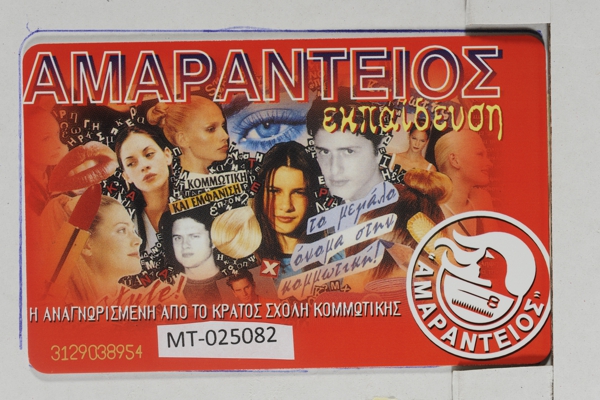 ΑΜΑΡΑΝΤΕΙΟΣ
εκπαίδευση
ΚΟΜΜΩΤΙΚΗ
ΚΑΙ ΕΜΦΑΝΙΣΗ
το μεγάλο
όνομα στην
κομμωτική!
style!
Η ΑΝΑΓΝΩΡΙΣΜΕΝΗ ΑΠΟ ΤΟ ΚΡΑΤΟΣ ΣΧΟΛΗ ΚΟΜΜΩΤΙΚΗΣ
"ΑΜΑΡΑΝΤΕΙΟΣ"
3129038954
MT-025082